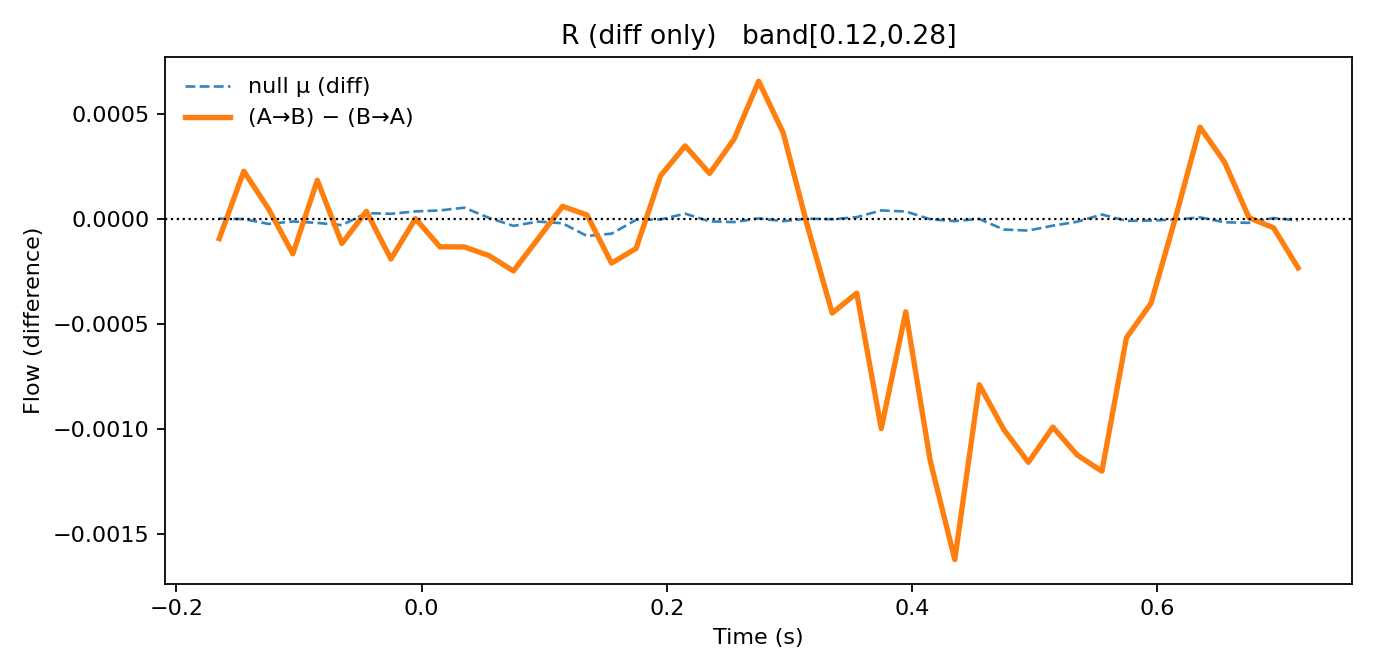 R (diff only)   band[0.12,0.28]
null μ (diff)
(A→B) − (B→A)
0.0005
0.0000
−0.0005
−0.0010
−0.0015
Flow (difference)
−0.2
0.0
0.2
0.4
0.6
Time (s)